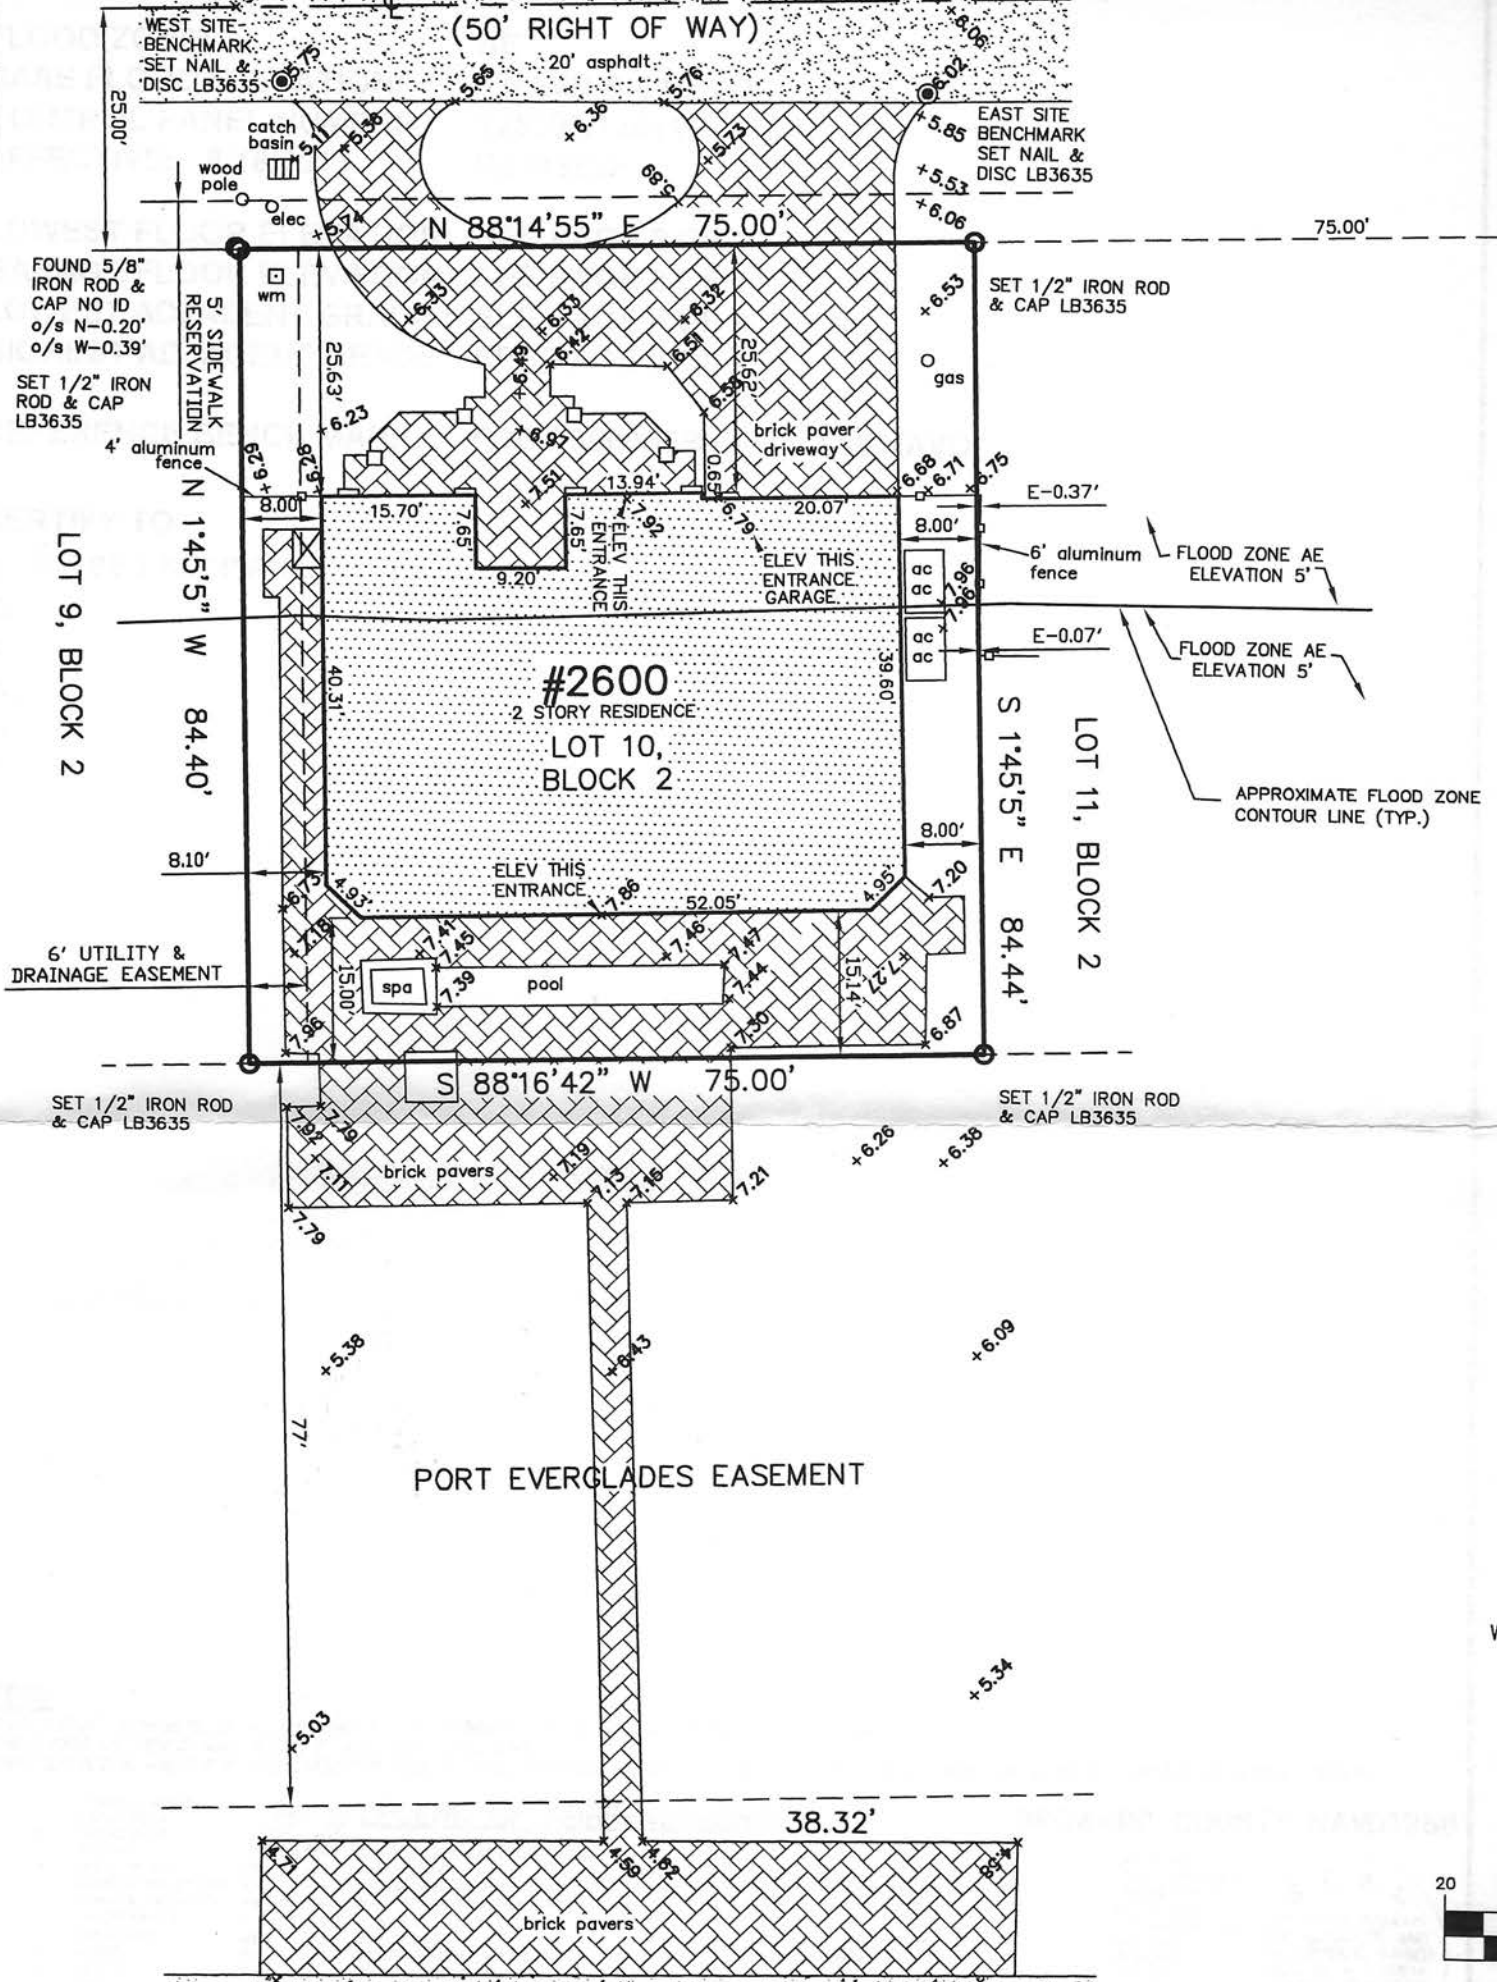 (50' RIGHT OF WAY)
20' asphalt
WEST SITE
BENCHMARK
SET NAIL &
DISC LB3635
5.75
5.65
5.76
6.06
6.02
25.00'
catch
basin
5.11
5.36
6.36
5.73
5.89
5.85
5.53
6.06
EAST SITE
BENCHMARK
SET NAIL &
DISC LB3635
wood
pole
elec
5.74
N 88°14'55" E 75.00'
75.00'
FOUND 5/8"
IRON ROD &
CAP NO ID
o/s N-0.20'
o/s W-0.39'
wm
5' SIDEWALK
RESERVATION
SET 1/2" IRON ROD
& CAP LB3635
6.53
6.33
6.33
6.32
6.42
6.51
6.49
25.63'
25.62'
gas
SET 1/2" IRON
ROD & CAP
LB3635
6.23
6.58
6.97
brick paver
driveway
4' aluminum
fence
6.29
6.28
7.51
13.94'
0.65'
6.68
6.71
6.75
8.00'
15.70'
7.65'
7.65'
9.20'
7.92
6.79
20.07'
E-0.37'
8.00'
ELEV THIS
ENTRANCE
ELEV THIS
ENTRANCE
GARAGE
ac
ac
7.96
7.96
ac
ac
6' aluminum
fence
FLOOD ZONE AE
ELEVATION 5'
E-0.07'
FLOOD ZONE AE
ELEVATION 5'
LOT 9, BLOCK 2
N 1°45'5" W 84.40'
40.31'
#2600
2 STORY RESIDENCE
LOT 10,
BLOCK 2
39.60'
S 1°45'5" E 84.44'
LOT 11, BLOCK 2
APPROXIMATE FLOOD ZONE
CONTOUR LINE (TYP.)
8.00'
8.10'
6.73
4.93'
ELEV THIS
ENTRANCE
7.86
52.05'
4.95'
7.20
6' UTILITY &
DRAINAGE EASEMENT
7.18
15.00'
7.41
7.45
7.46
7.47
spa
7.39
pool
7.44
15.14'
7.27
7.96
7.30
6.87
S 88°16'42" W 75.00'
SET 1/2" IRON ROD
& CAP LB3635
SET 1/2" IRON ROD
& CAP LB3635
7.92
7.79
7.17
brick pavers
7.19
7.13
7.15
7.21
6.26
6.38
7.79
5.38
6.43
6.09
77'
PORT EVERGLADES EASEMENT
5.34
5.03
38.32'
4.71
4.59
4.62
4.58
brick pavers
20